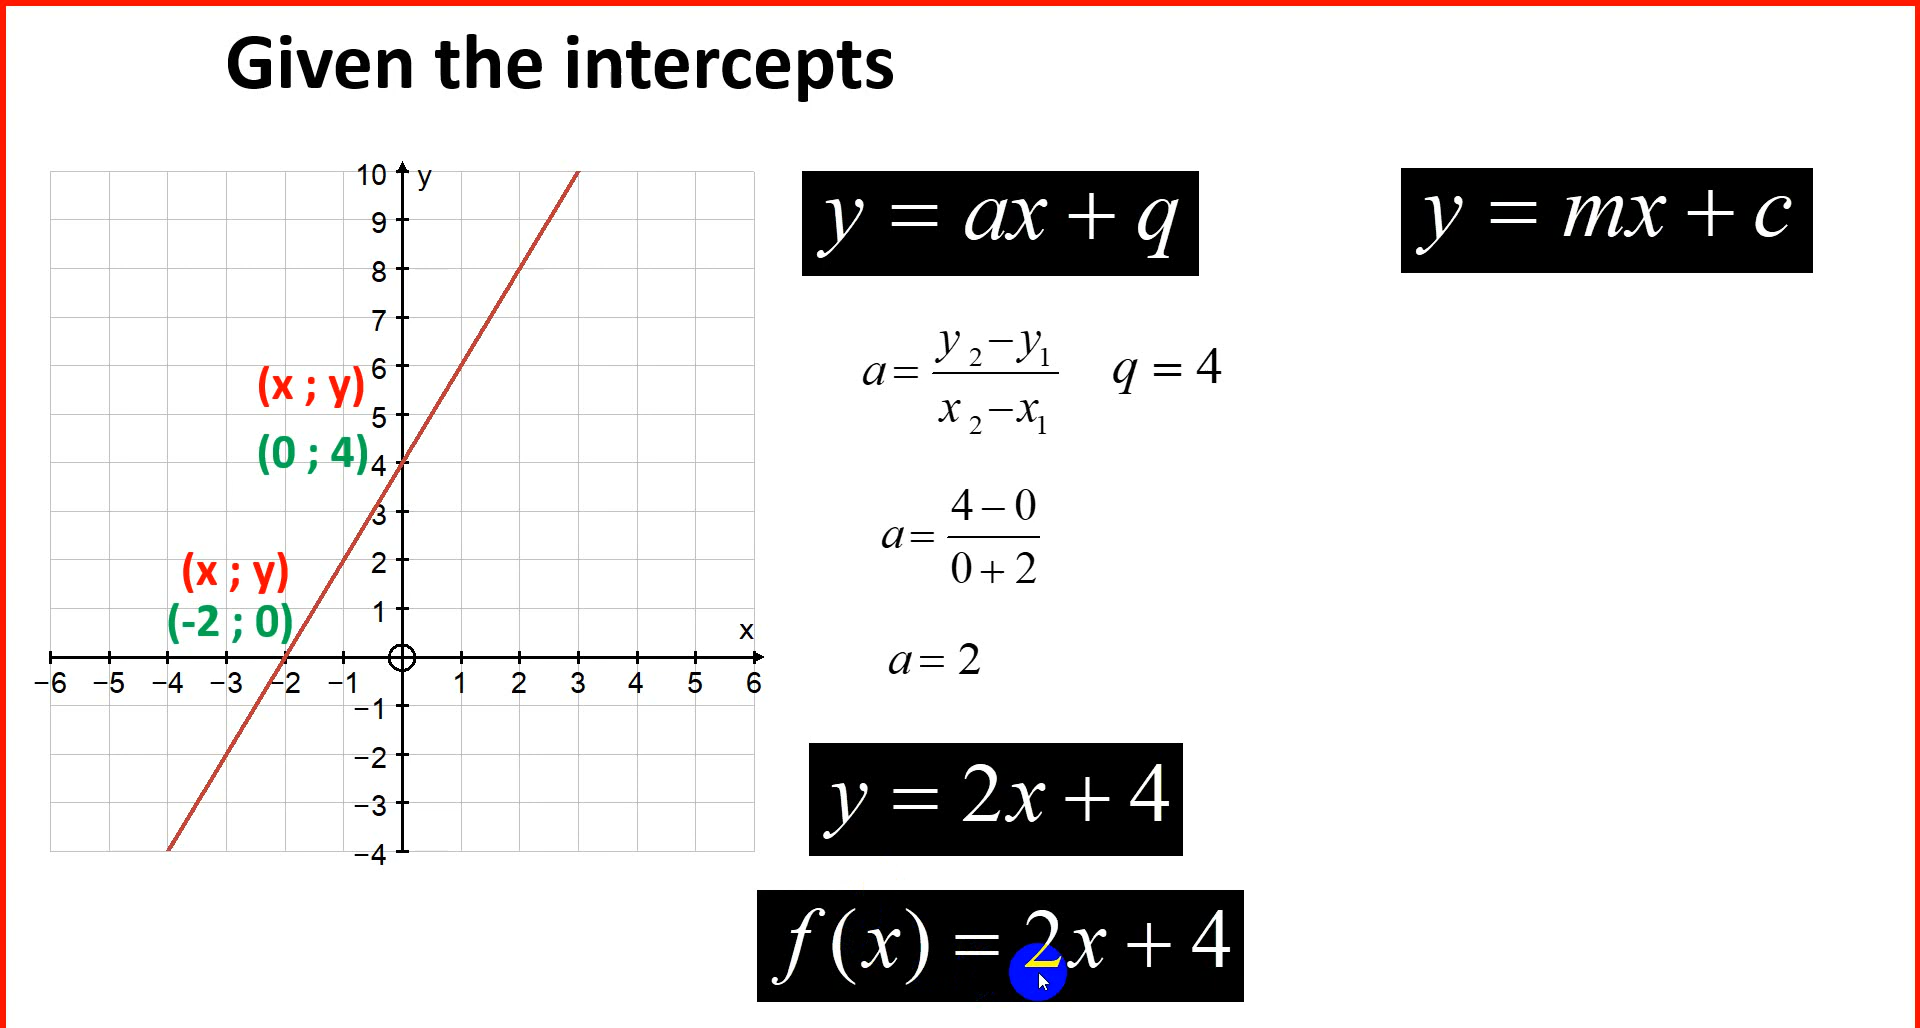 Given the intercepts
10 y
9
8
7
6
5
4
3
2
1
x
−6 −5 −4 −3 −2 −1 1 2 3 4 5 6
−1
−2
−3
−4
(x ; y)
(0 ; 4)
(x ; y)
(-2 ; 0)
y = ax + q
a = (y₂ − y₁)/(x₂ − x₁) q = 4
a = (4 − 0)/(0 + 2)
a = 2
y = 2x + 4
f(x) = 2x + 4
y = mx + c